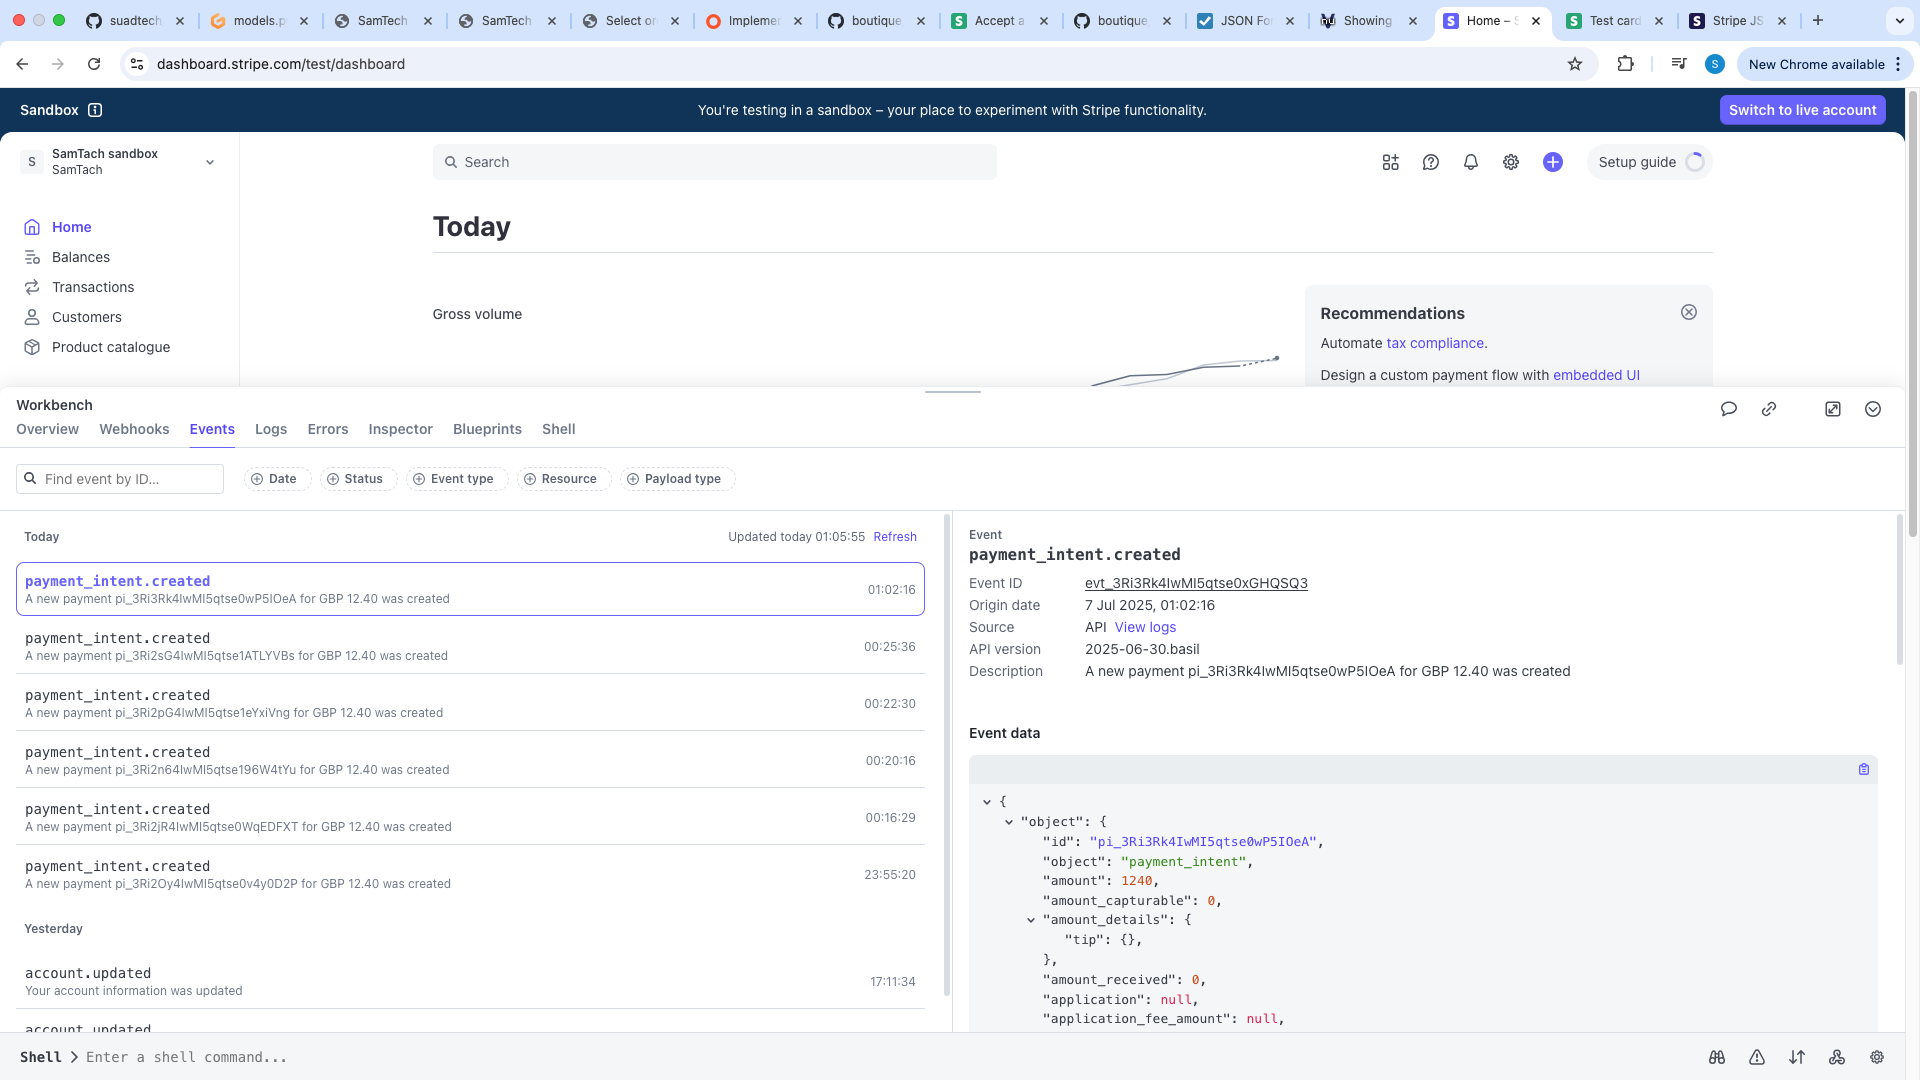 suadtech
models.p
SamTech
SamTech
Select or
Implemer
boutique
Accept a
boutique
JSON For
Showing
Home – S
Test card
Stripe JS
dashboard.stripe.com/test/dashboard
S
New Chrome available
Sandbox
You're testing in a sandbox – your place to experiment with Stripe functionality.
Switch to live account
S
SamTach sandbox
SamTach
Search
Setup guide
Home
Balances
Transactions
Customers
Product catalogue
Today
Gross volume
Recommendations
Automate tax compliance.
Design a custom payment flow with embedded UI
Workbench
Overview
Webhooks
Events
Logs
Errors
Inspector
Blueprints
Shell
Find event by ID...
Date
Status
Event type
Resource
Payload type
Today
Updated today 01:05:55 Refresh
payment_intent.created
A new payment pi_3Ri3Rk4IwMI5qtse0wP5IOeA for GBP 12.40 was created
01:02:16
payment_intent.created
A new payment pi_3Ri2sG4IwMI5qtse1ATLYVBs for GBP 12.40 was created
00:25:36
payment_intent.created
A new payment pi_3Ri2pG4IwMI5qtse1eYxiVng for GBP 12.40 was created
00:22:30
payment_intent.created
A new payment pi_3Ri2n64IwMI5qtse196W4tYu for GBP 12.40 was created
00:20:16
payment_intent.created
A new payment pi_3Ri2jR4IwMI5qtse0WqEDFXT for GBP 12.40 was created
00:16:29
payment_intent.created
A new payment pi_3Ri2Oy4IwMI5qtse0v4y0D2P for GBP 12.40 was created
23:55:20
Yesterday
account.updated
Your account information was updated
17:11:34
account.updated
Event
payment_intent.created
Event ID evt_3Ri3Rk4IwMI5qtse0xGHQSQ3
Origin date 7 Jul 2025, 01:02:16
Source API View logs
API version 2025-06-30.basil
Description A new payment pi_3Ri3Rk4IwMI5qtse0wP5IOeA for GBP 12.40 was created
Event data
{
"object": {
"id": "pi_3Ri3Rk4IwMI5qtse0wP5IOeA",
"object": "payment_intent",
"amount": 1240,
"amount_capturable": 0,
"amount_details": {
"tip": {},
},
"amount_received": 0,
"application": null,
"application_fee_amount": null,
Shell
Enter a shell command...